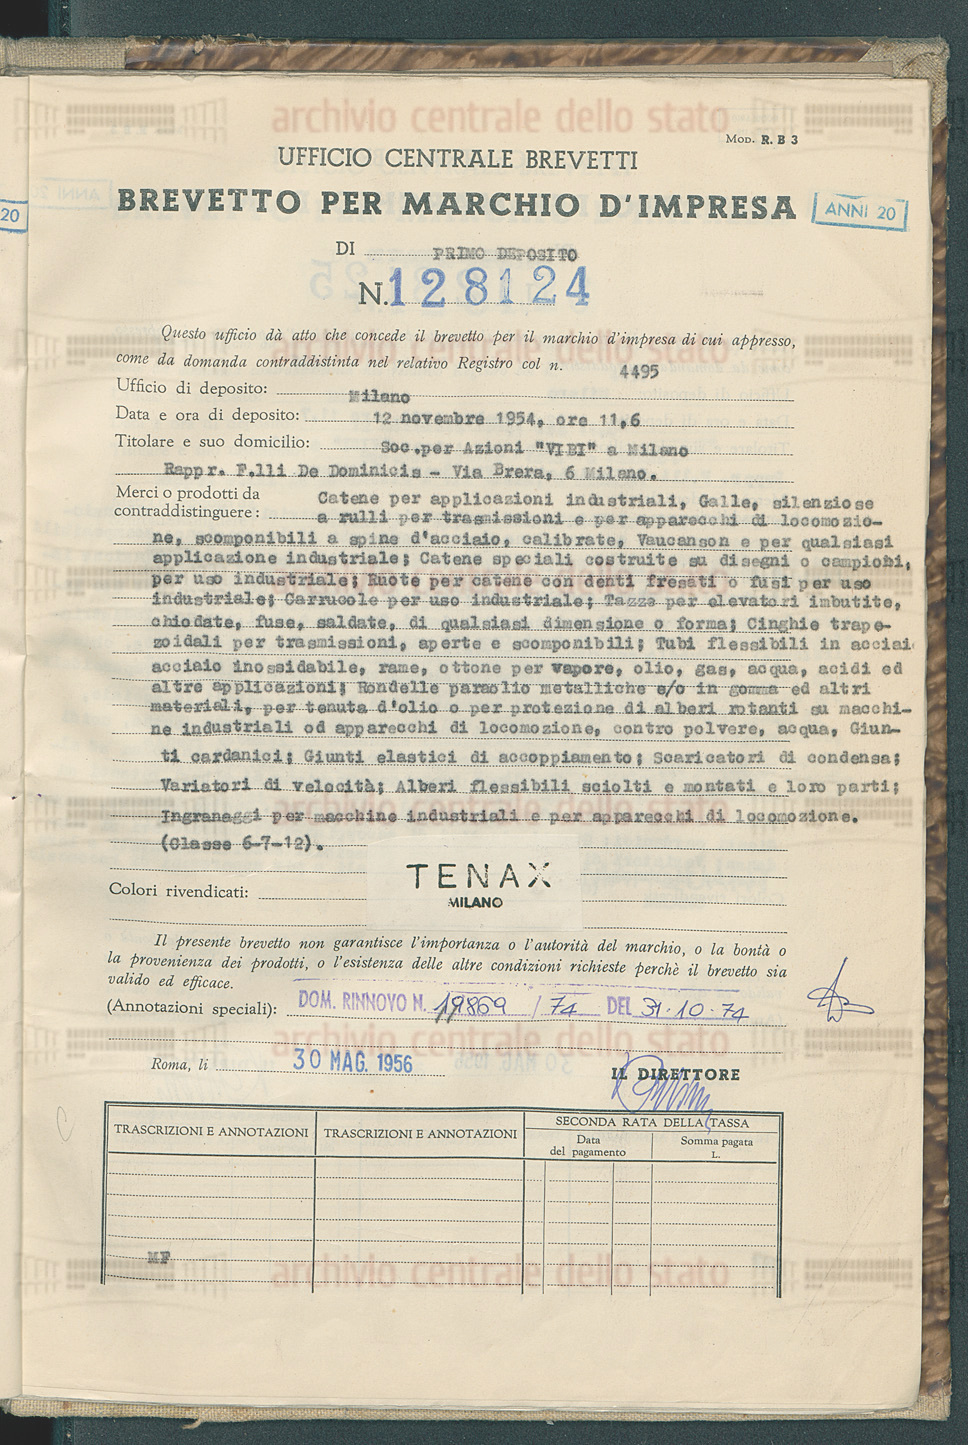 archivio centrale dello stato
Mod. R. B 3
UFFICIO CENTRALE BREVETTI
BREVETTO PER MARCHIO D'IMPRESA
ANNI 20
20
DI PRIMO DEPOSITO
N. 128124
Questo ufficio dà atto che concede il brevetto per il marchio d'impresa di cui appresso,
come da domanda contraddistinta nel relativo Registro col n. 4495
Ufficio di deposito: Milano
Data e ora di deposito: 12 novembre 1954, ore 11,6
Titolare e suo domicilio: Soc.per Azioni "VIBI" a Milano
Rappr. F.lli De Dominicis - Via Brera, 6 Milano.
Merci o prodotti da Catene per applicazioni industriali, Galle, silenziose
contraddistinguere: a rulli per trasmissioni e per apparecchi di locomozio-
ne, scomponibili a spine d'acciaio, calibrate, Vaucanson e per qualsiasi
applicazione industriale; Catene speciali costruite su disegni o campioni,
per uso industriale; Ruote per catene con denti fresati o fusi per uso
industriale; Carrucole per uso industriale; Tazze per elevatori imbutite,
chiodate, fuse, saldate, di qualsiasi dimensione o forma; Cinghie trape-
zoidali per trasmissioni, aperte e scomponibili; Tubi flessibili in acciai
acciaio inossidabile, rame, ottone per vapore, olio, gas, acqua, acidi ed
altre applicazioni; Rondelle paraolio metalliche e/o in gomma ed altri
materiali, per tenuta d'olio o per protezione di alberi rotanti su macchi-
ne industriali od apparecchi di locomozione, contro polvere, acqua, Giun-
ti cardanici; Giunti elastici di accoppiamento; Scaricatori di condensa;
Variatori di velocità; Alberi flessibili sciolti e montati e loro parti;
Ingranaggi per macchine industriali e per apparecchi di locomozione.
(Classe 6-7-12).
TENAX
MILANO
Colori rivendicati:
Il presente brevetto non garantisce l'importanza o l'autorità del marchio, o la bontà o
la provenienza dei prodotti, o l'esistenza delle altre condizioni richieste perchè il brevetto sia
valido ed efficace.
(Annotazioni speciali): DOM. RINNOVO N. 19869 / 74 DEL 31.10.74
archivio centrale dello stato
Roma, li 30 MAG. 1956
IL DIRETTORE
TRASCRIZIONI E ANNOTAZIONI TRASCRIZIONI E ANNOTAZIONI SECONDA RATA DELLA TASSA
Data del pagamento Somma pagata L.
MF
archivio centrale dello stato